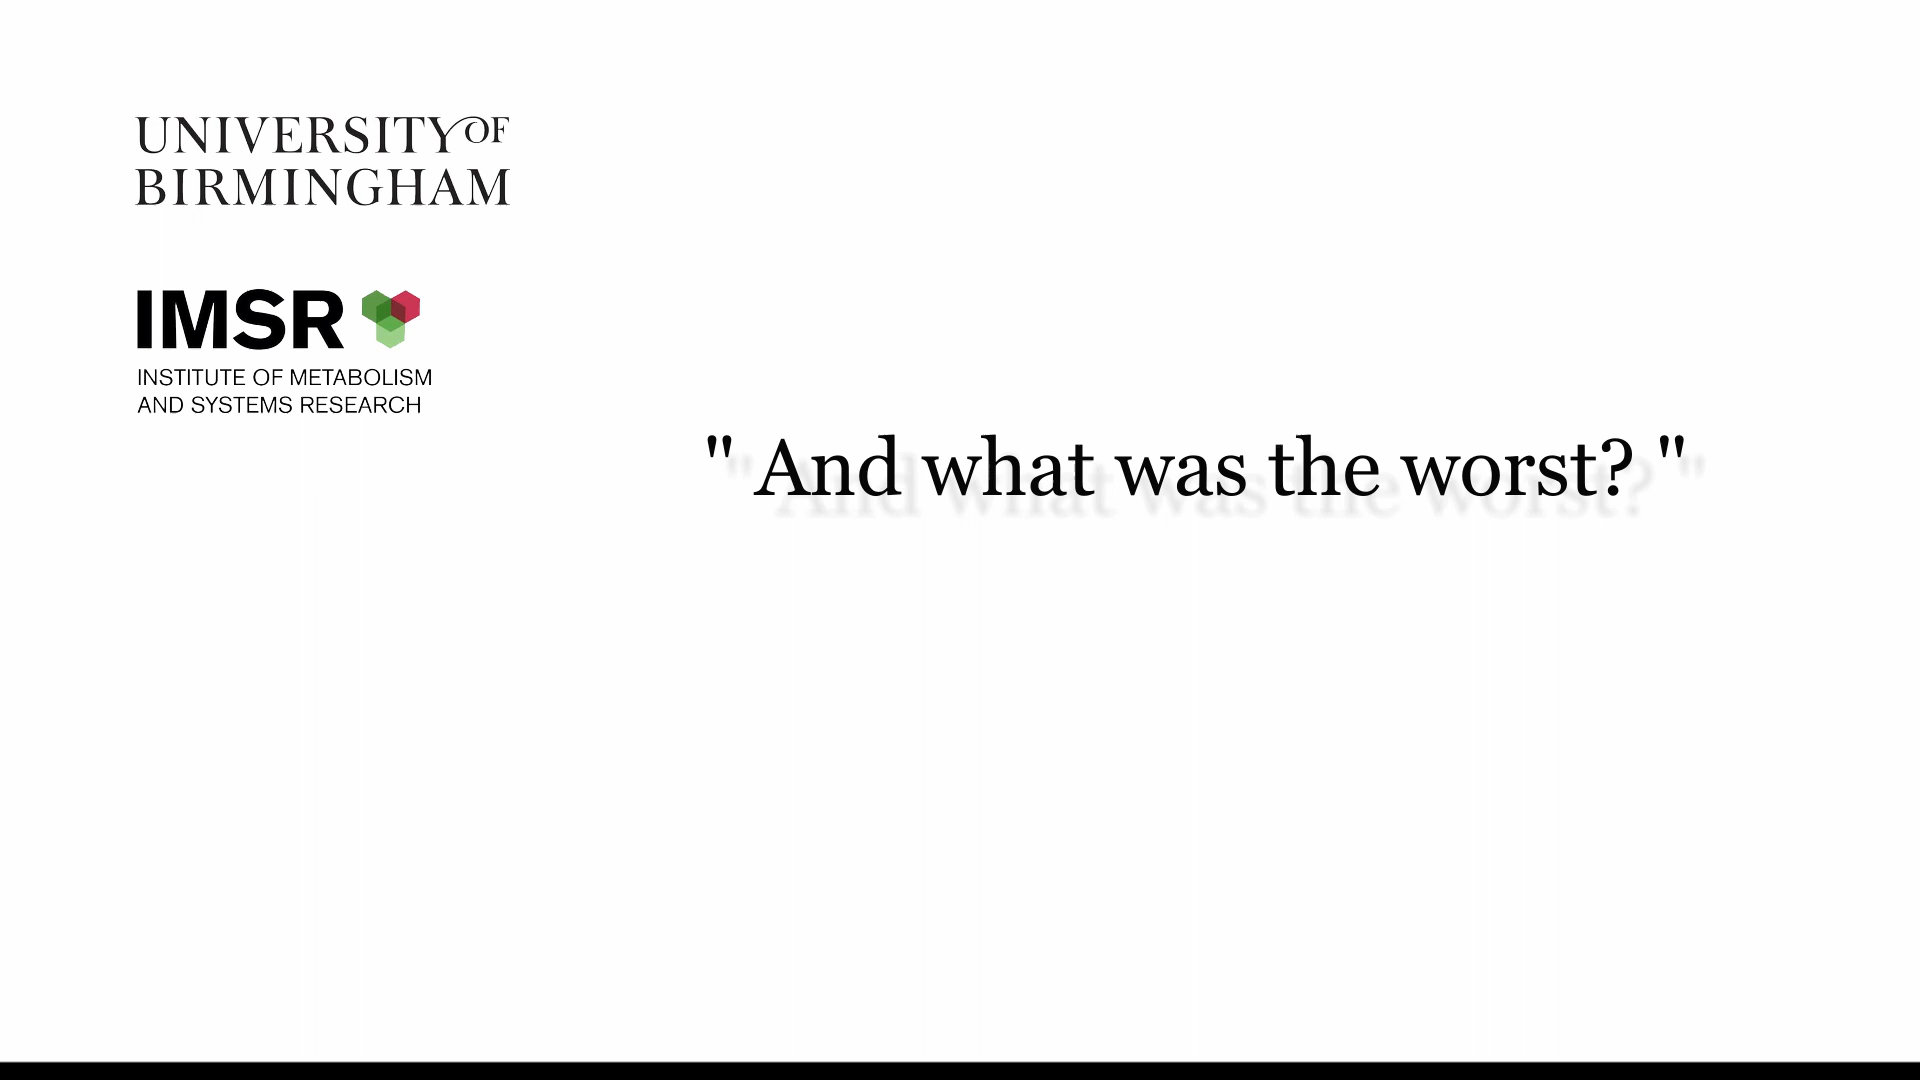 UNIVERSITY OF
BIRMINGHAM
IMSR
INSTITUTE OF METABOLISM
AND SYSTEMS RESEARCH
" And what was the worst? "